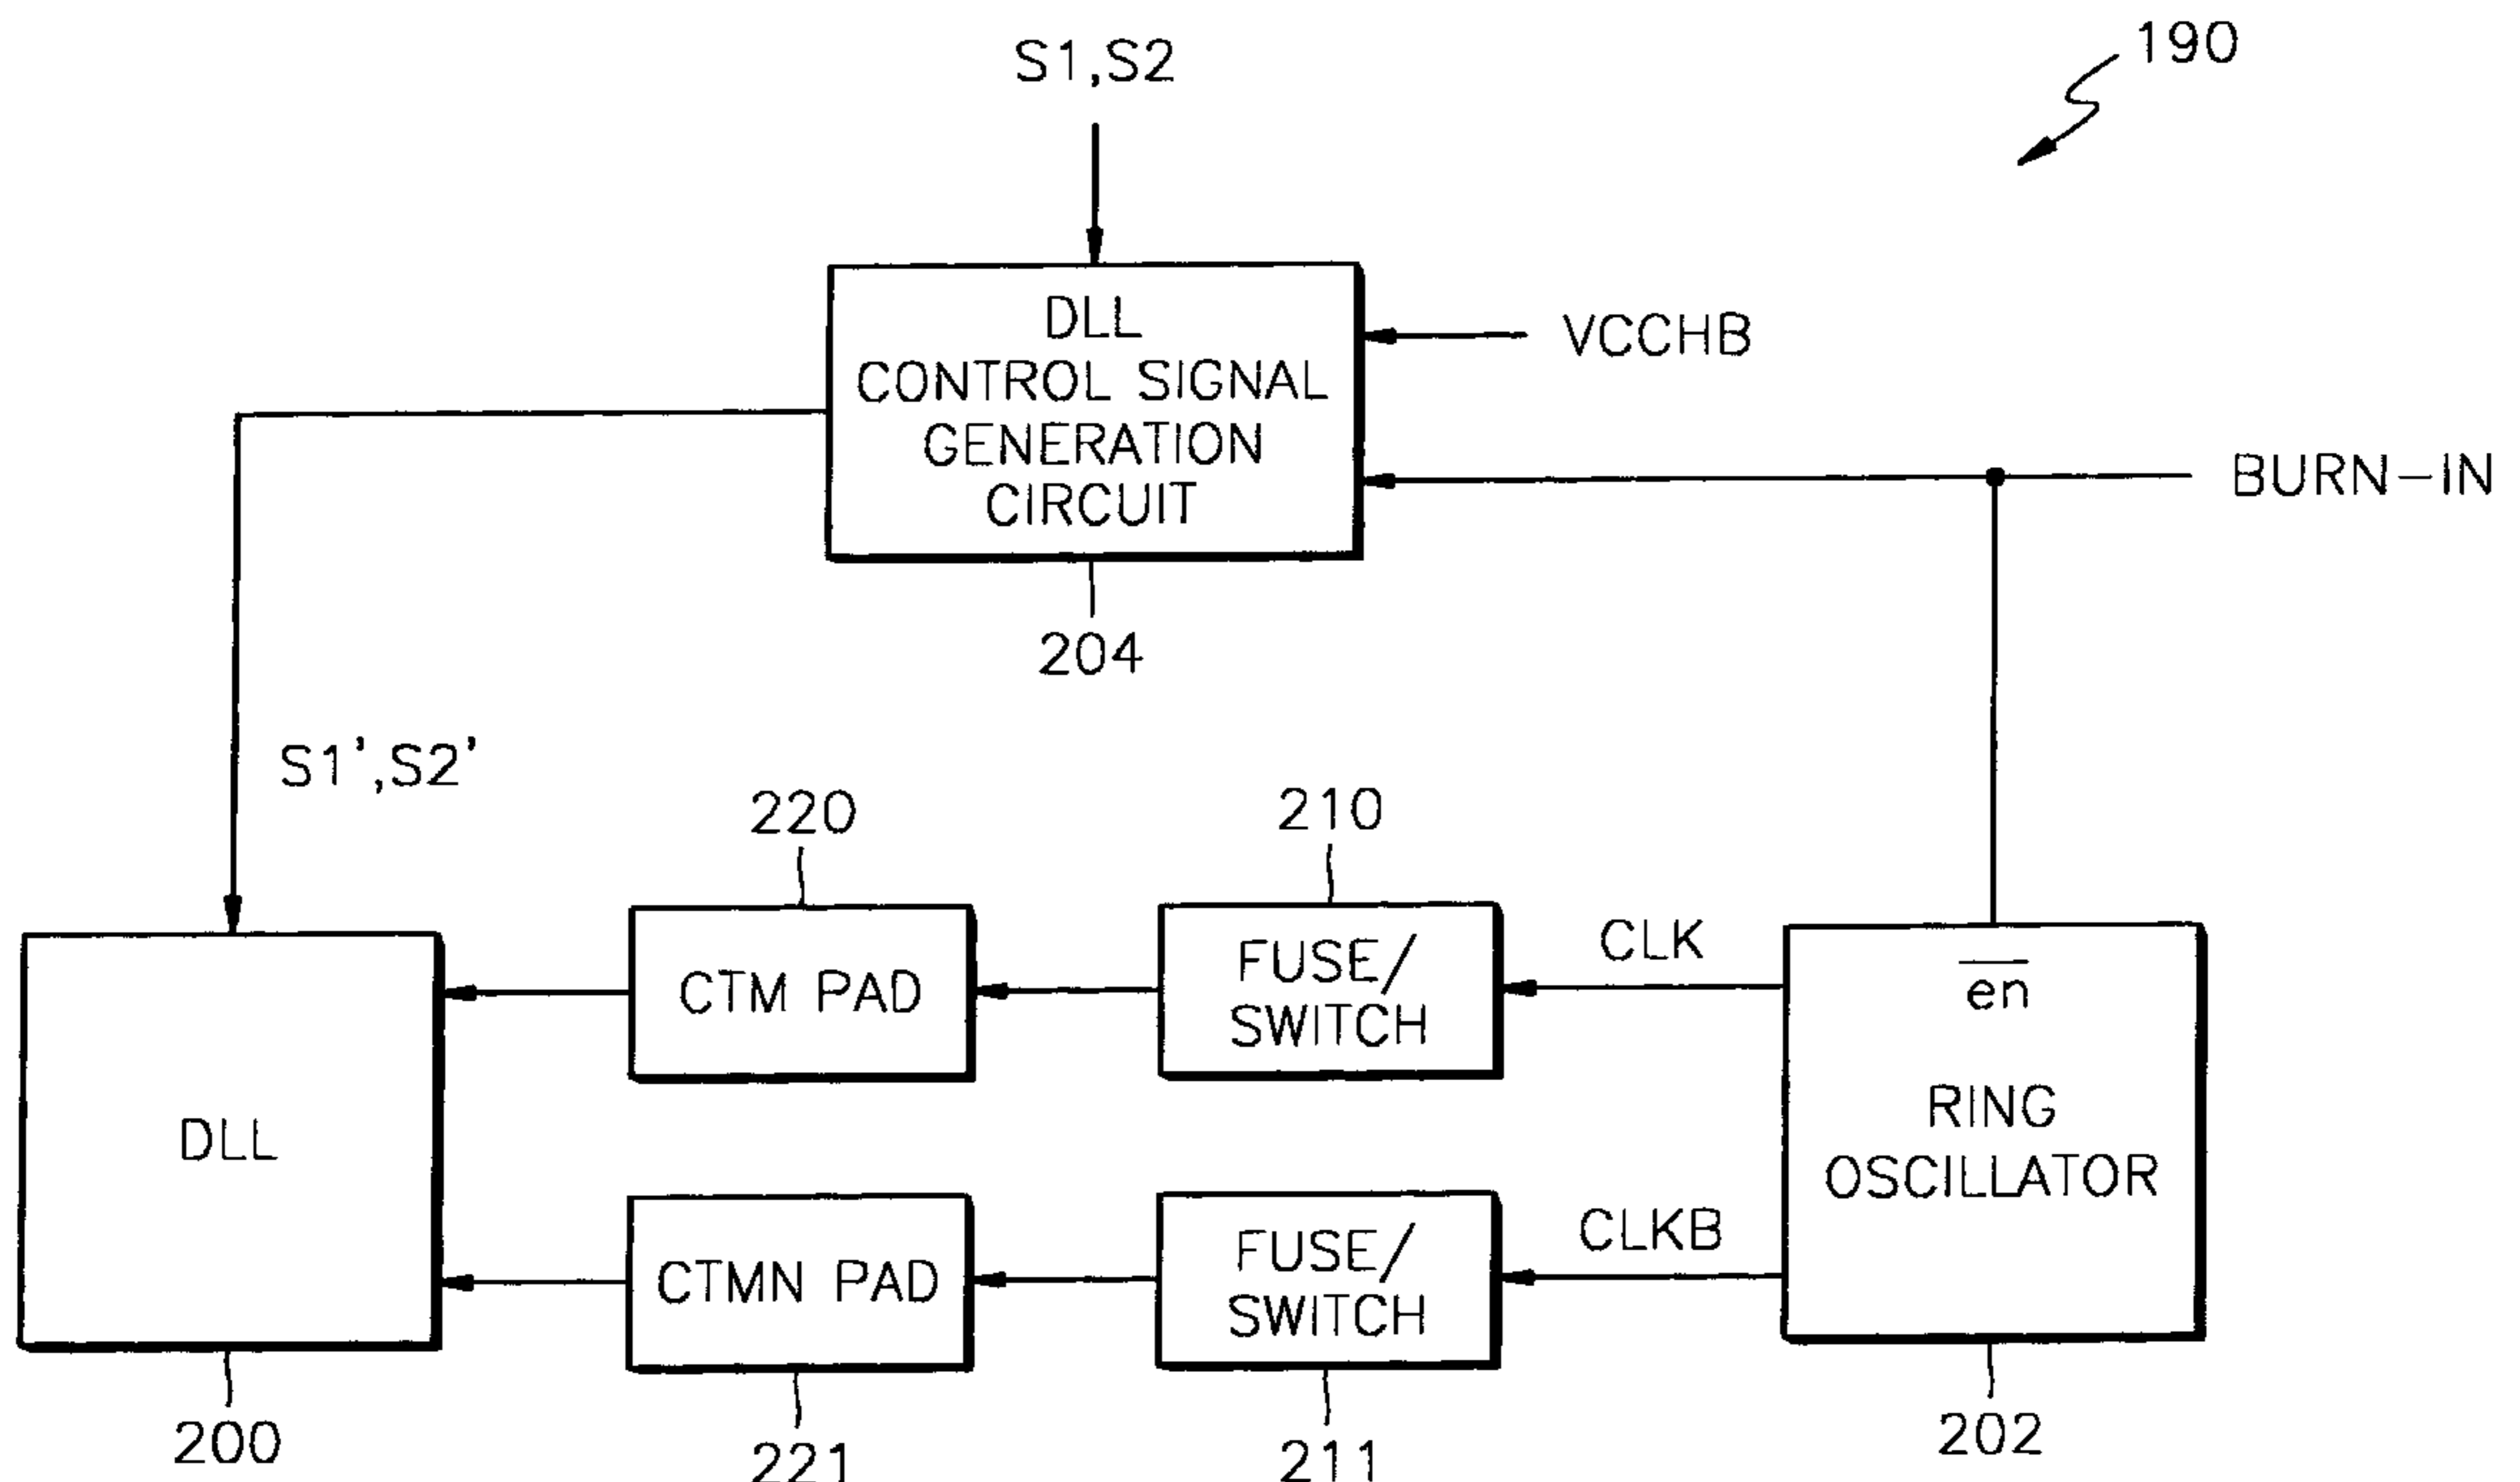 190
S1,S2
DLL
CONTROL SIGNAL
GENERATION
CIRCUIT
VCCHB
BURN-IN
204
S1',S2'
220
210
CTM PAD
FUSE/
SWITCH
CLK
en
RING
OSCILLATOR
DLL
CTMN PAD
FUSE/
SWITCH
CLKB
200
221
211
202